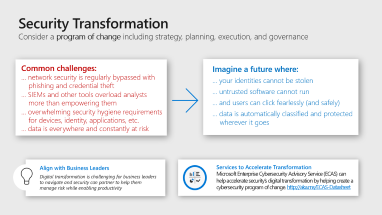 Security Transformation
Consider a program of change including strategy, planning, execution, and governance
Common challenges:
... network security is regularly bypassed with
phishing and credential theft
... SIEMs and other tools overload analysts
more than empowering them
... overwhelming security hygiene requirements
for devices, identity, applications, etc.
... data is everywhere and constantly at risk
Imagine a future where:
... your identities cannot be stolen
... untrusted software cannot run
... and users can click fearlessly (and safely)
... data is automatically classified and protected
wherever it goes
Align with Business Leaders
Digital transformation is challenging for business leaders
to navigate and security can partner to help them
manage risk while enabling productivity
Services to Accelerate Transformation
Microsoft Enterprise Cybersecurity Advisory Service (ECAS) can
help accelerate security's digital transformation by helping create a
cybersecurity program of change. http://aka.ms/ECAS-Datasheet